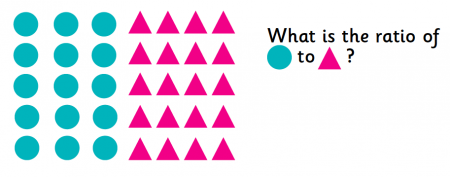 What is the ratio of
to ?